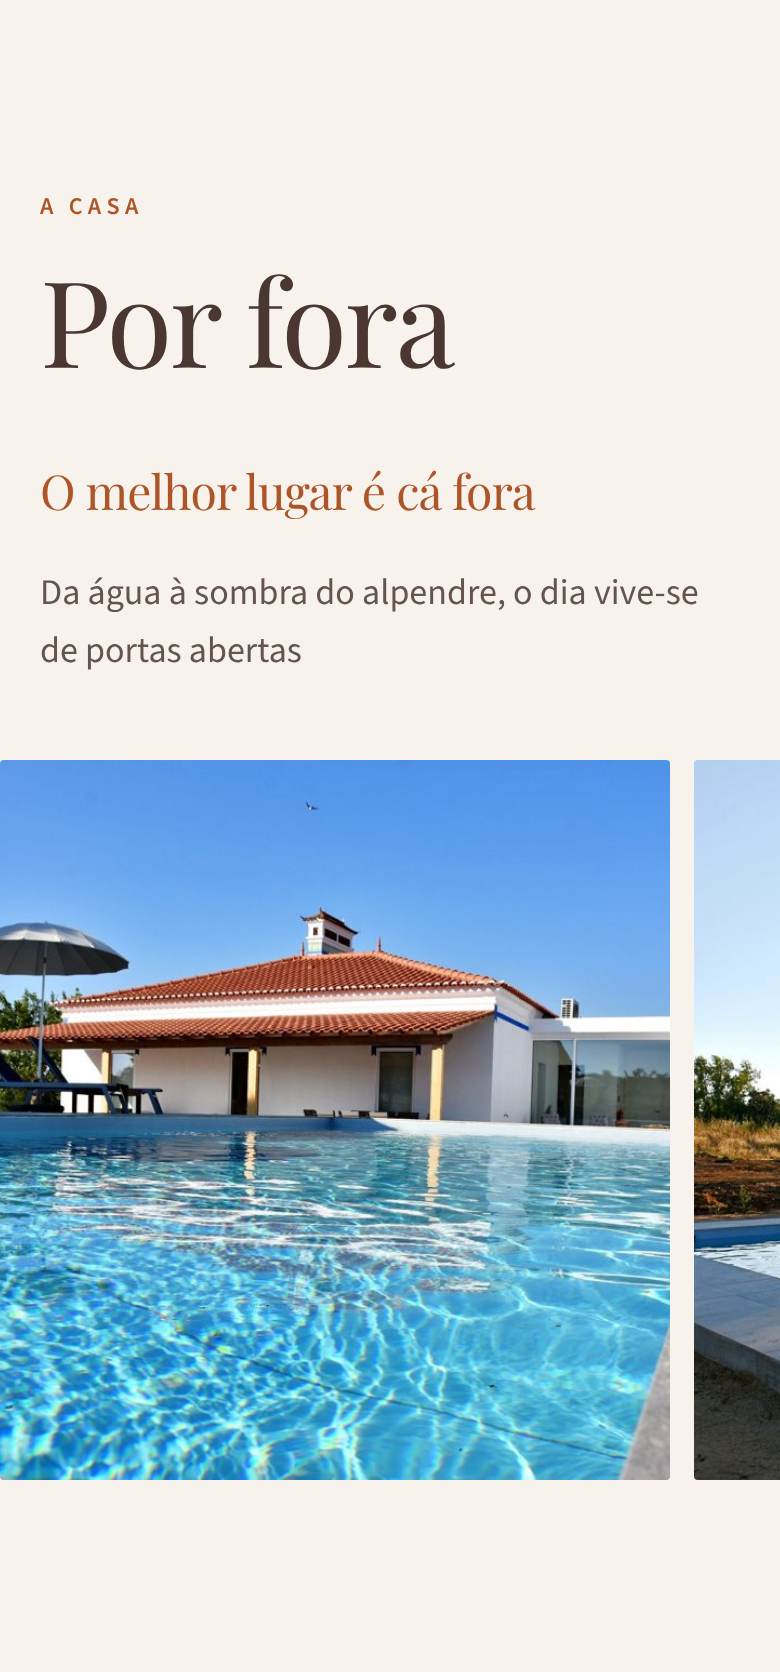 A CASA
Por fora
O melhor lugar é cá fora
Da água à sombra do alpendre, o dia vive-se
de portas abertas